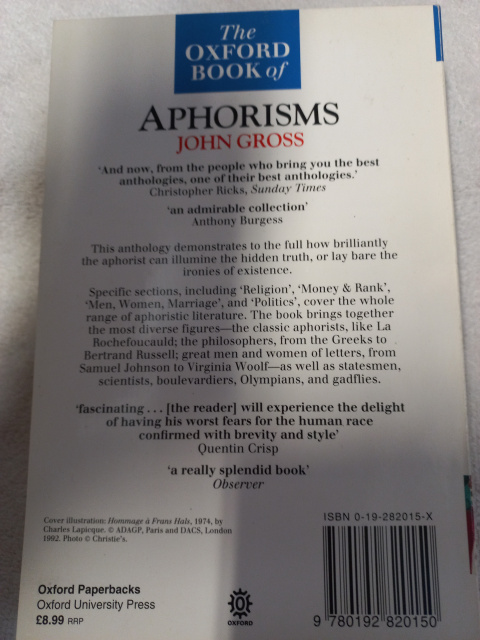 The
OXFORD
BOOK of
APHORISMS
JOHN GROSS
'And now, from the people who bring you the best
anthologies, one of their best anthologies.'
Christopher Ricks, Sunday Times
'an admirable collection'
Anthony Burgess
This anthology demonstrates to the full how brilliantly
the aphorist can illumine the hidden truth, or lay bare the
ironies of existence.
Specific sections, including 'Religion', 'Money & Rank',
'Men, Women, Marriage', and 'Politics', cover the whole
range of aphoristic literature. The book brings together
the most diverse figures—the classic aphorists, like La
Rochefoucauld; the philosophers, from the Greeks to
Bertrand Russell; great men and women of letters, from
Samuel Johnson to Virginia Woolf—as well as statesmen,
scientists, boulevardiers, Olympians, and gadflies.
'fascinating . . . [the reader] will experience the delight
of having his worst fears for the human race
confirmed with brevity and style'
Quentin Crisp
'a really splendid book'
Observer
Cover illustration: Hommage à Frans Hals, 1974, by
Charles Lapicque. © ADAGP, Paris and DACS, London
1992. Photo © Christie's.
Oxford Paperbacks
Oxford University Press
£8.99 RRP
OXFORD
ISBN 0-19-282015-X
9 780192 820150